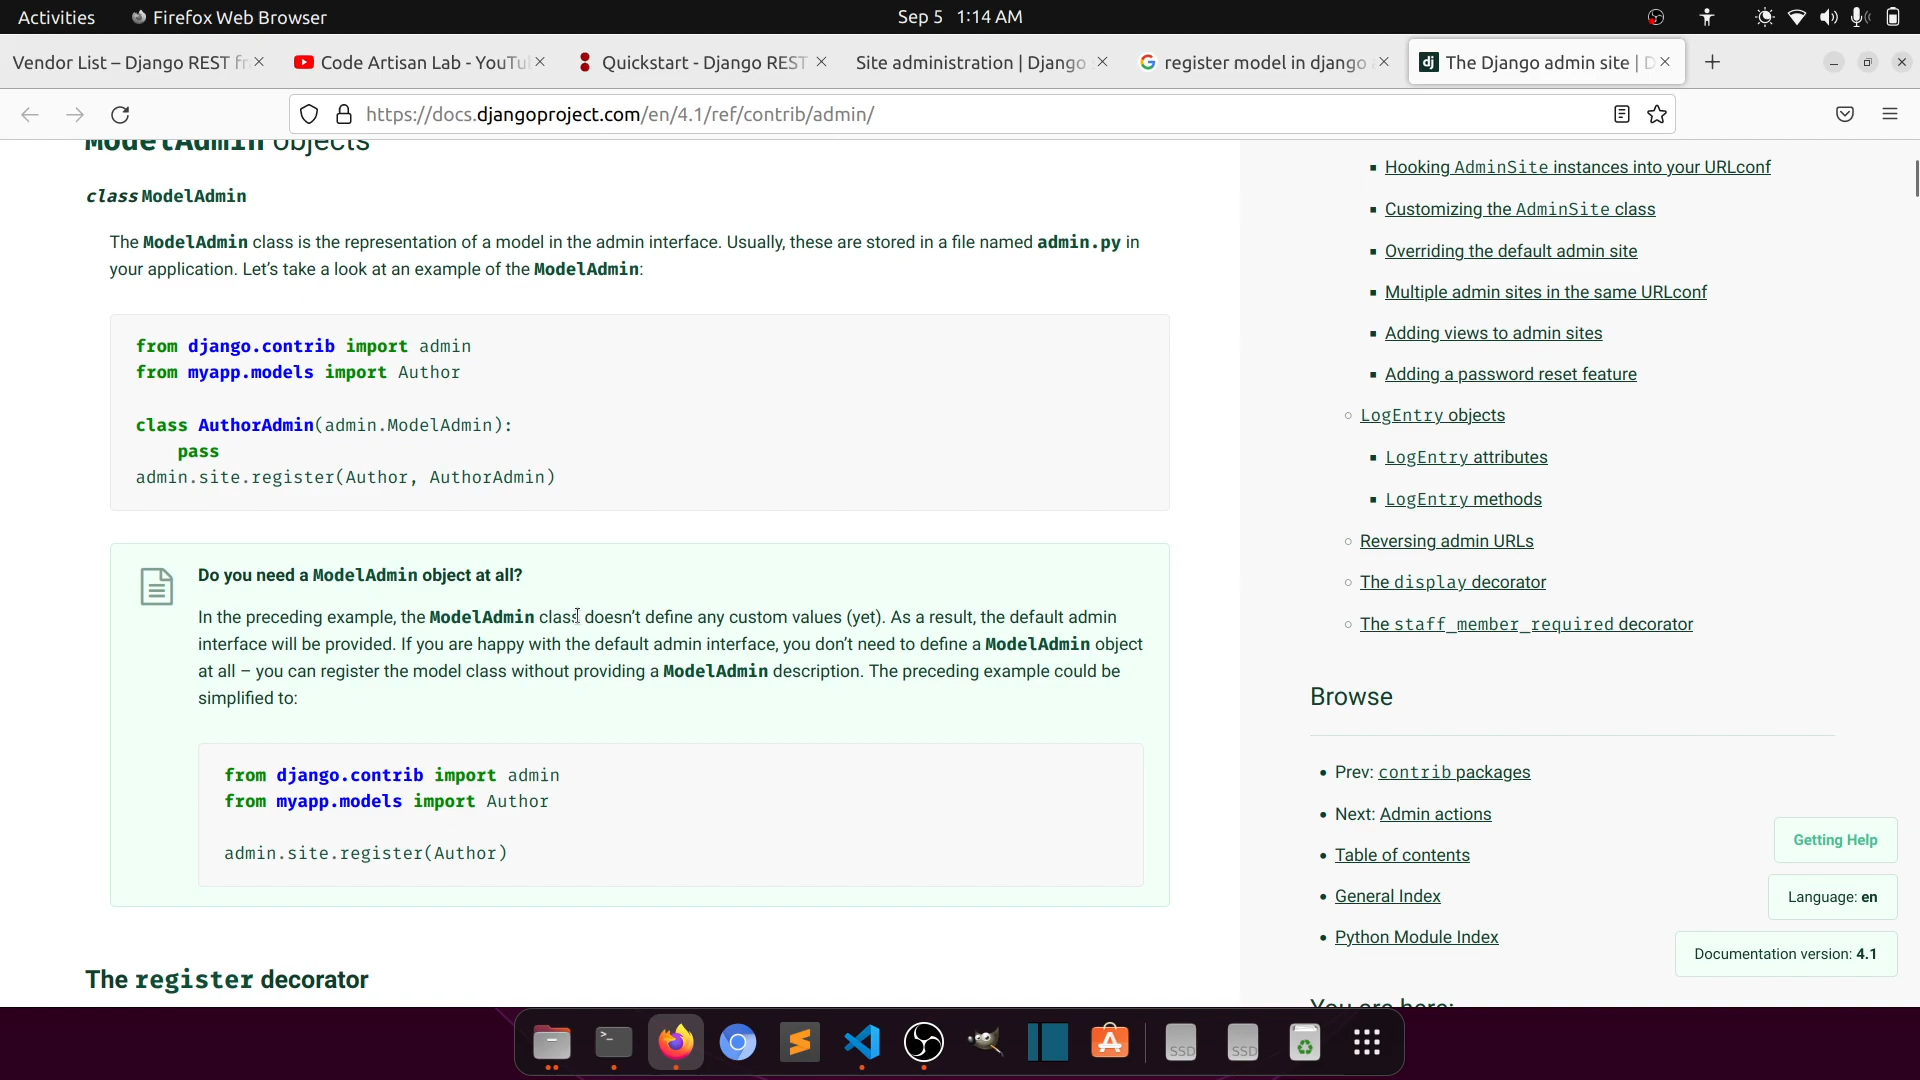 Activities Firefox Web Browser Sep 5 1:14 AM
Vendor List – Django REST fr Code Artisan Lab - YouTu Quickstart - Django REST Site administration | Django register model in django The Django admin site | D
https://docs.djangoproject.com/en/4.1/ref/contrib/admin/
ModelAdmin objects
class ModelAdmin
The ModelAdmin class is the representation of a model in the admin interface. Usually, these are stored in a file named admin.py in
your application. Let’s take a look at an example of the ModelAdmin:
from django.contrib import admin
from myapp.models import Author
class AuthorAdmin(admin.ModelAdmin):
    pass
admin.site.register(Author, AuthorAdmin)
Do you need a ModelAdmin object at all?
In the preceding example, the ModelAdmin class doesn’t define any custom values (yet). As a result, the default admin
interface will be provided. If you are happy with the default admin interface, you don’t need to define a ModelAdmin object
at all – you can register the model class without providing a ModelAdmin description. The preceding example could be
simplified to:
from django.contrib import admin
from myapp.models import Author
admin.site.register(Author)
The register decorator
Hooking AdminSite instances into your URLconf
Customizing the AdminSite class
Overriding the default admin site
Multiple admin sites in the same URLconf
Adding views to admin sites
Adding a password reset feature
LogEntry objects
LogEntry attributes
LogEntry methods
Reversing admin URLs
The display decorator
The staff_member_required decorator
Browse
Prev: contrib packages
Next: Admin actions
Table of contents
General Index
Python Module Index
You are here:
Getting Help
Language: en
Documentation version: 4.1
SSD SSD